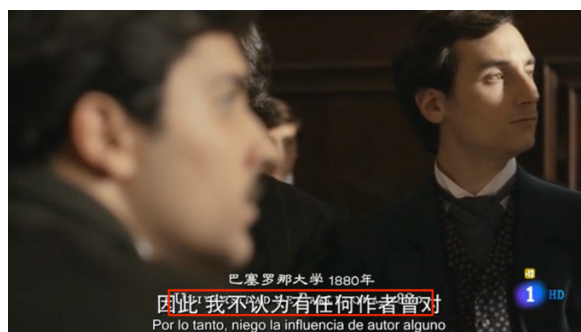 巴塞罗那大学 1880年
因此 我不认为有任何作者曾对
Por lo tanto, niego la influencia de autor alguno
1 HD